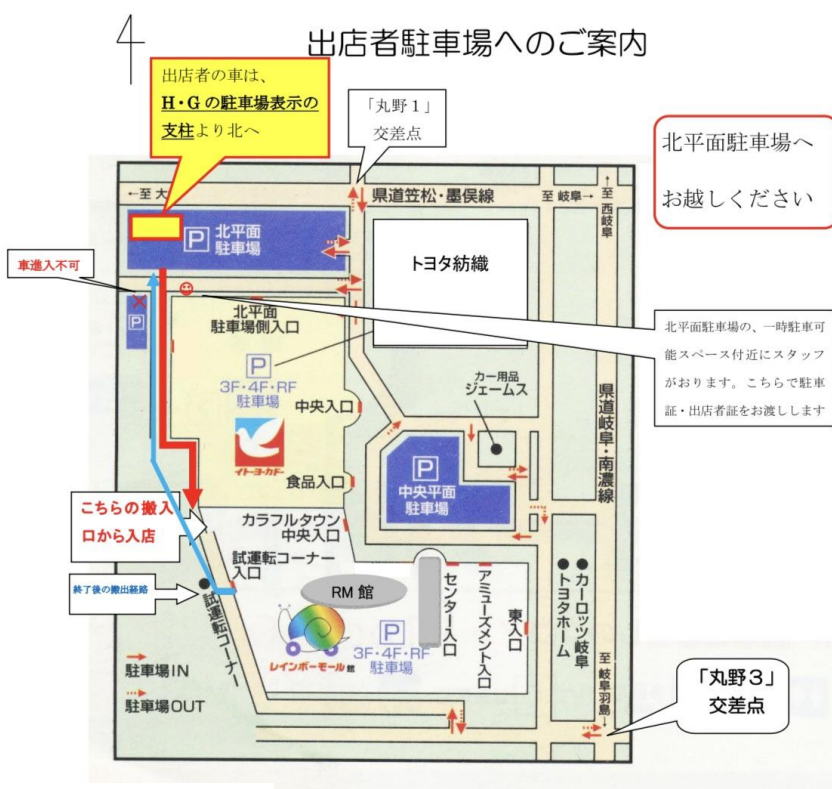 出店者駐車場へのご案内
出店者の車は、
H・Gの駐車場表示の
支柱より北へ
「丸野1」
交差点
北平面駐車場へ
お越しください
←至 大
県道笠松・墨俣線
至 岐阜→
←至 西岐阜
P 北平面
駐車場
トヨタ紡織
車進入不可
P
北平面
駐車場側入口
P
3F・4F・RF
駐車場
中央入口
イトーヨーカドー
食品入口
カー用品
ジェームス
県道岐阜・南濃線
北平面駐車場の、一時駐車可
能スペース付近にスタッフ
がおります。こちらで駐車
証・出店者証をお渡しします
P
中央平面
駐車場
こちらの搬入
口から入店
カラフルタウン
中央入口
試運転コーナー
入口
終了後の搬出経路
試運転コーナー
RM館
レインボーモール館
P
3F・4F・RF
駐車場
センター入口
アミューズメント入口
東入口
カーロッツ岐阜
トヨタホーム
至 岐阜羽島→
「丸野3」
交差点
駐車場IN
駐車場OUT